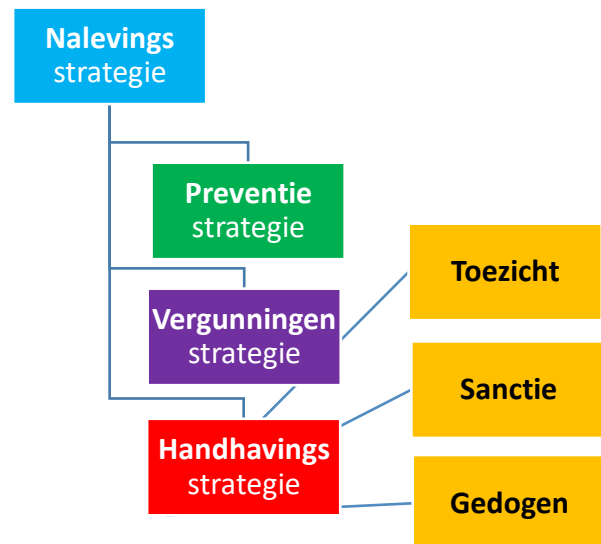 Nalevings
strategie
Preventie
strategie
Vergunningen
strategie
Handhavings
strategie
Toezicht
Sanctie
Gedogen